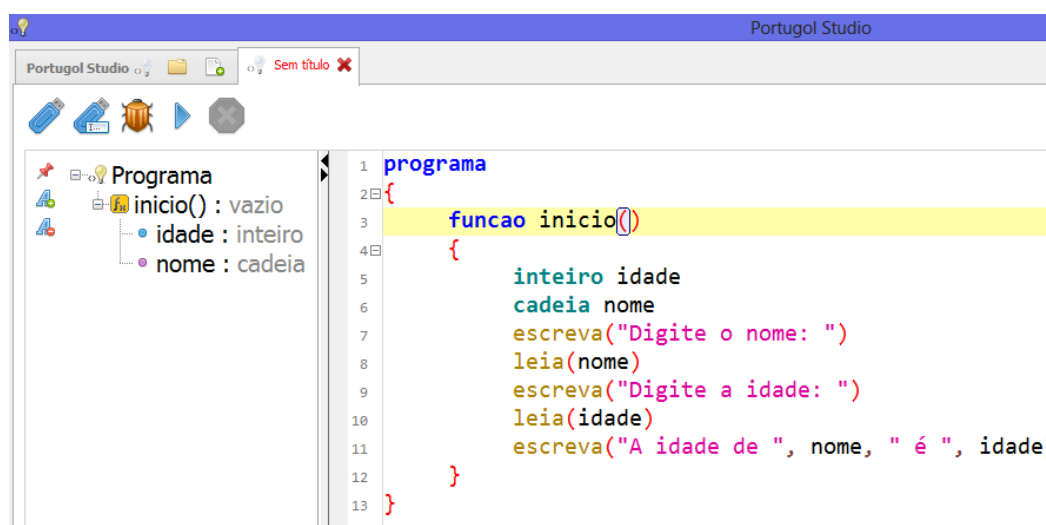 Portugol Studio
Portugol Studio
Sem título
I...
Programa
fx inicio() : vazio
idade : inteiro
nome : cadeia
1 programa
2 {
3 funcao inicio()
4 {
5 inteiro idade
6 cadeia nome
7 escreva("Digite o nome: ")
8 leia(nome)
9 escreva("Digite a idade: ")
10 leia(idade)
11 escreva("A idade de ", nome, " é ", idade
12 }
13 }